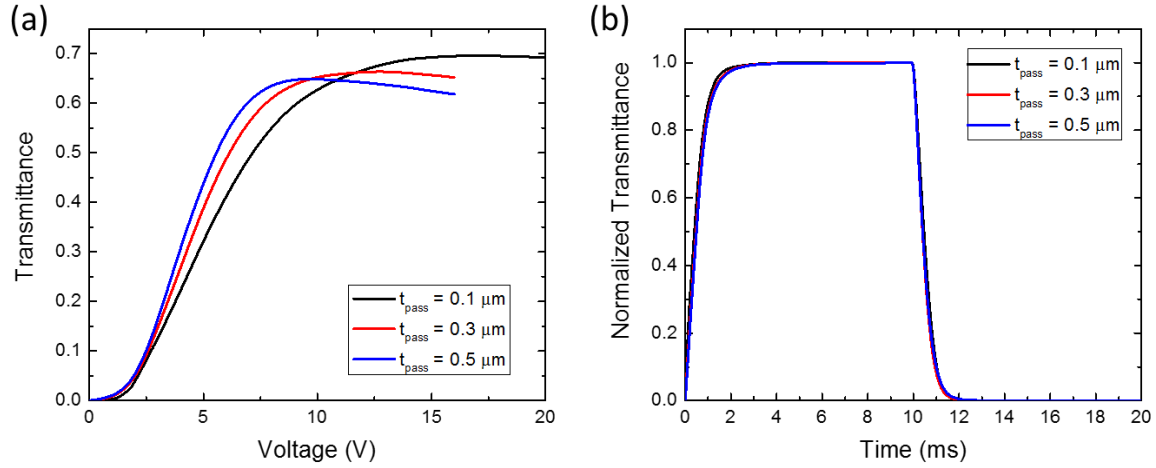 (a)
Transmittance
0.7
0.6
0.5
0.4
0.3
0.2
0.1
0.0
0
5
10
15
20
Voltage (V)
t_pass = 0.1 μm
t_pass = 0.3 μm
t_pass = 0.5 μm
(b)
Normalized Transmittance
1.0
0.8
0.6
0.4
0.2
0.0
0
2
4
6
8
10
12
14
16
18
20
Time (ms)
t_pass = 0.1 μm
t_pass = 0.3 μm
t_pass = 0.5 μm